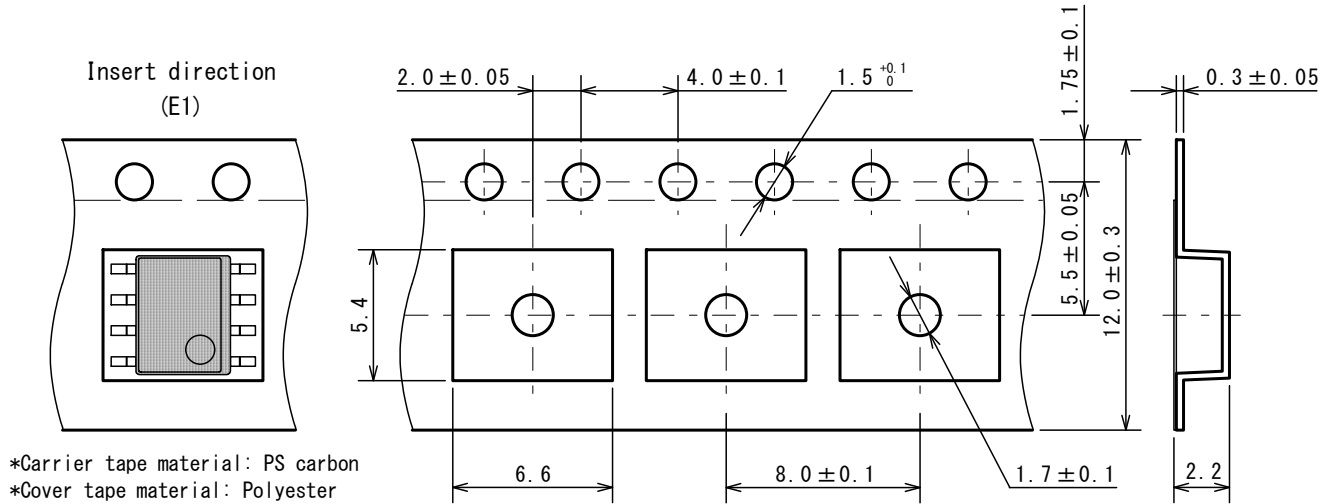 Insert direction
(E1)
2.0±0.05
4.0±0.1
1.5 +0.1 0
1.75±0.1
0.3±0.05
5.4
5.5±0.05
12.0±0.3
6.6
8.0±0.1
1.7±0.1
2.2
*Carrier tape material: PS carbon
*Cover tape material: Polyester